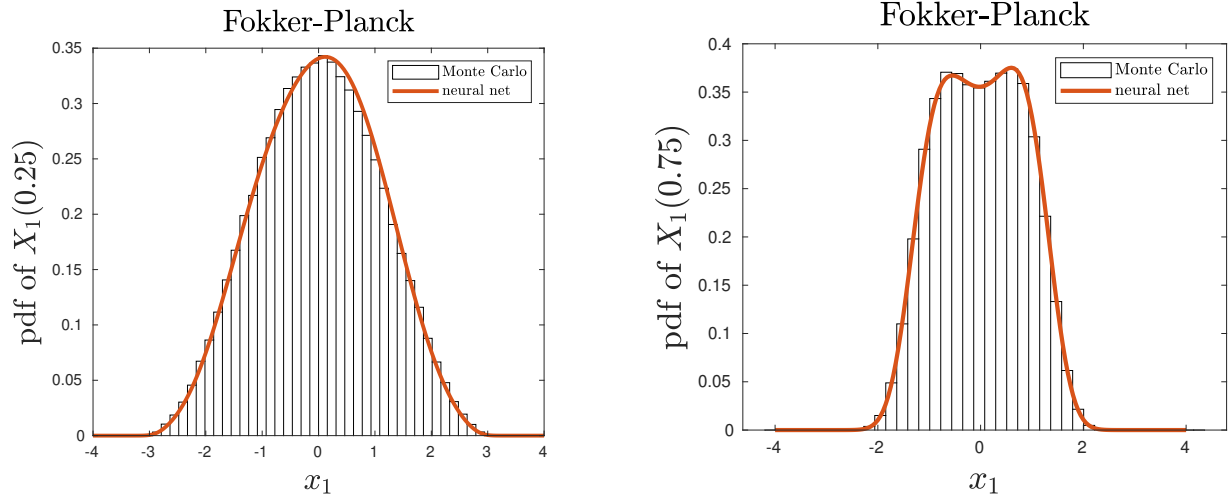 Fokker-Planck
0.35
0.3
0.25
0.2
0.15
0.1
0.05
0
-4 -3 -2 -1 0 1 2 3 4
pdf of X₁(0.25)
x₁
Monte Carlo
neural net
Fokker-Planck
0.4
0.35
0.3
0.25
0.2
0.15
0.1
0.05
0
-4 -2 0 2 4
pdf of X₁(0.75)
x₁
Monte Carlo
neural net